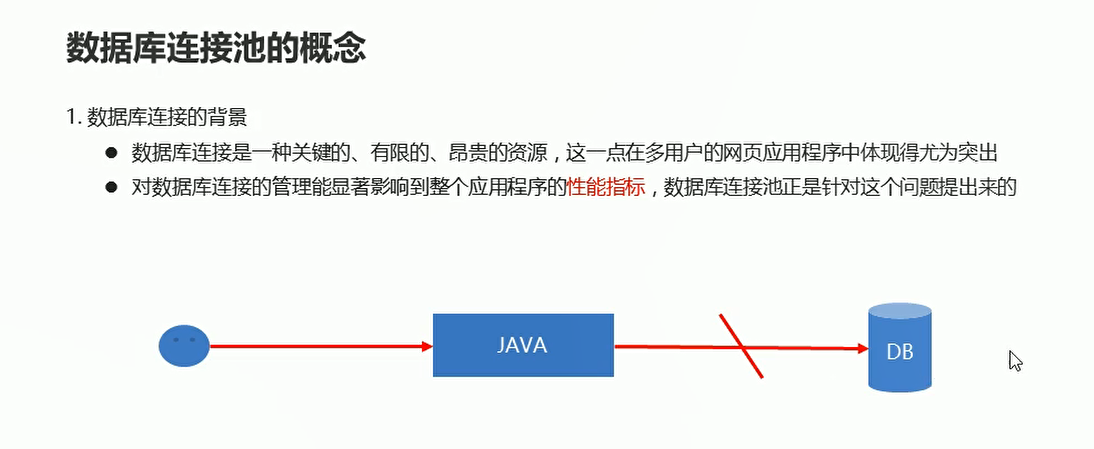 数据库连接池的概念
1. 数据库连接的背景
● 数据库连接是一种关键的、有限的、昂贵的资源，这一点在多用户的网页应用程序中体现得尤为突出
● 对数据库连接的管理能显著影响到整个应用程序的性能指标，数据库连接池正是针对这个问题提出来的
JAVA
DB